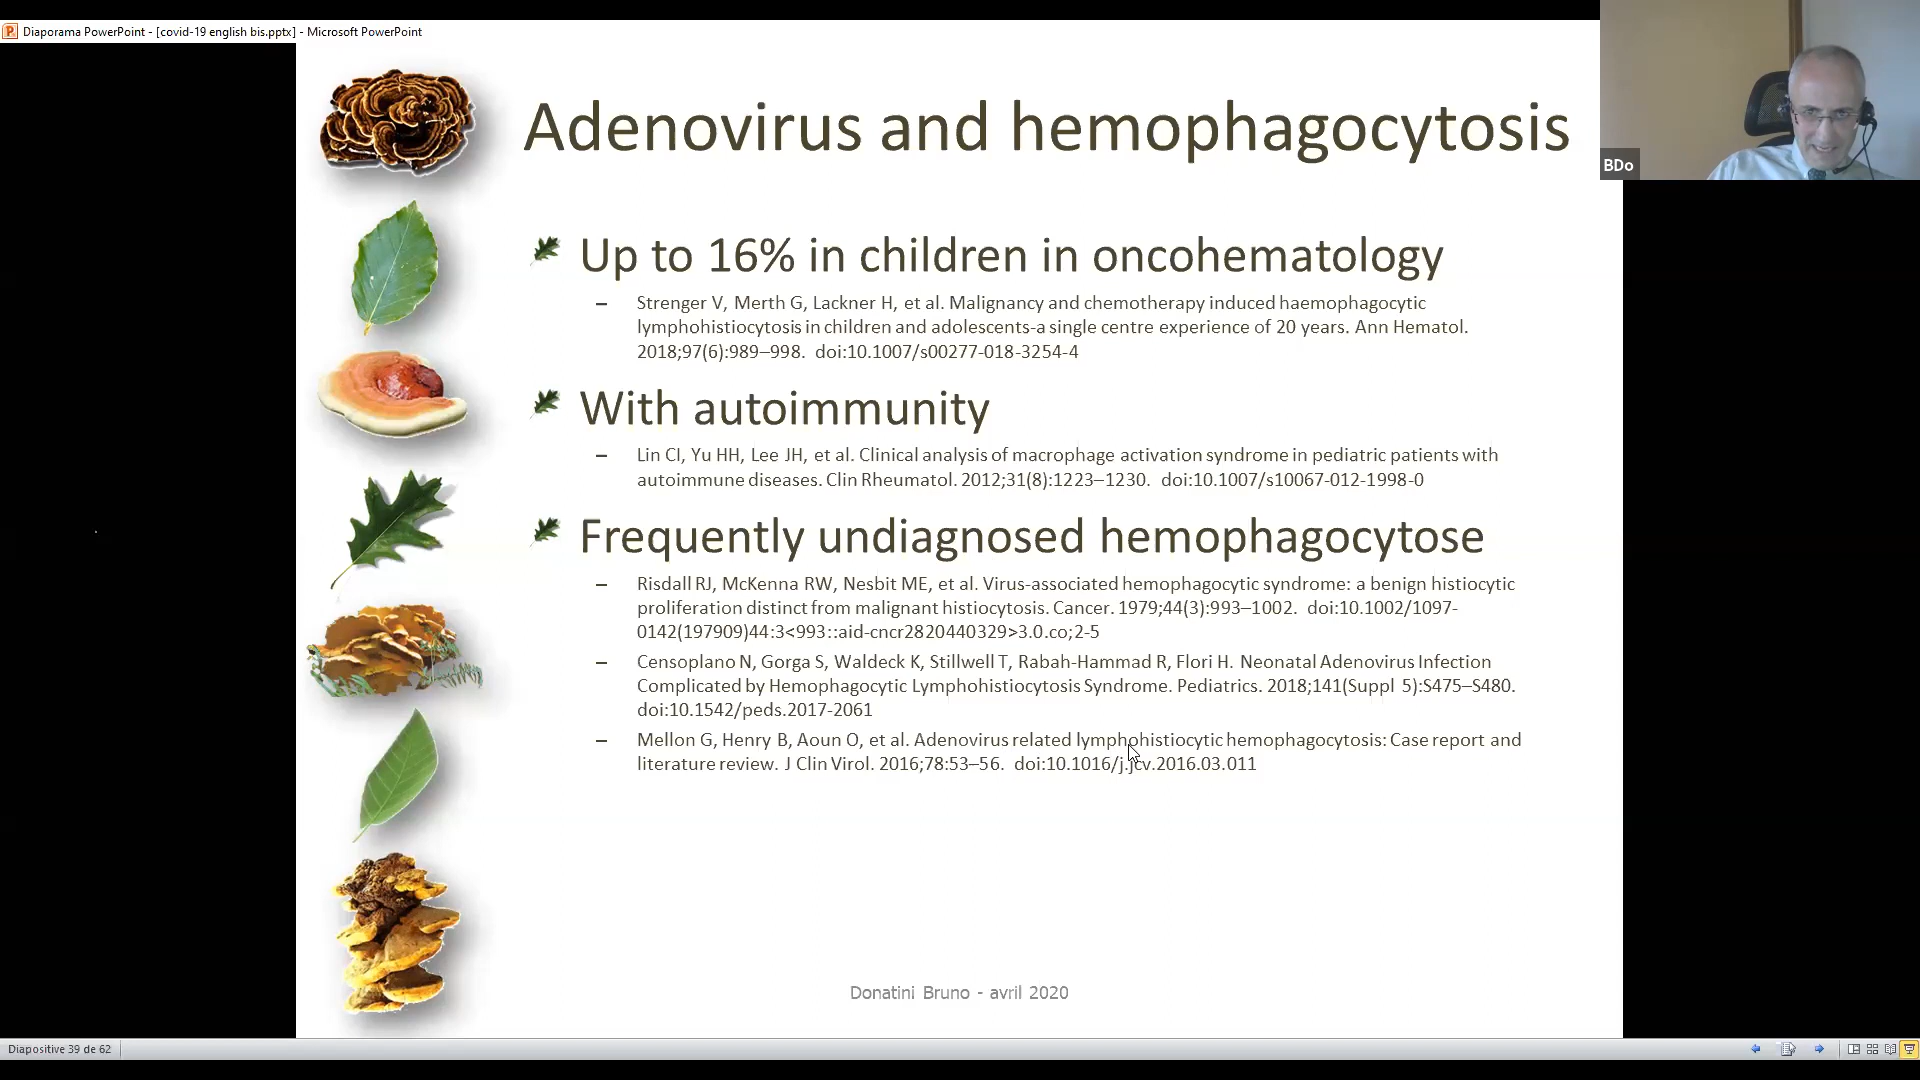 Diaporama PowerPoint - [covid-19 english bis.pptx] - Microsoft PowerPoint
BDo
Adenovirus and hemophagocytosis
Up to 16% in children in oncohematology
– Strenger V, Merth G, Lackner H, et al. Malignancy and chemotherapy induced haemophagocytic
lymphohistiocytosis in children and adolescents-a single centre experience of 20 years. Ann Hematol.
2018;97(6):989–998. doi:10.1007/s00277-018-3254-4
With autoimmunity
– Lin CI, Yu HH, Lee JH, et al. Clinical analysis of macrophage activation syndrome in pediatric patients with
autoimmune diseases. Clin Rheumatol. 2012;31(8):1223–1230. doi:10.1007/s10067-012-1998-0
Frequently undiagnosed hemophagocytose
– Risdall RJ, McKenna RW, Nesbit ME, et al. Virus-associated hemophagocytic syndrome: a benign histiocytic
proliferation distinct from malignant histiocytosis. Cancer. 1979;44(3):993–1002. doi:10.1002/1097-
0142(197909)44:3<993::aid-cncr2820440329>3.0.co;2-5
– Censoplano N, Gorga S, Waldeck K, Stillwell T, Rabah-Hammad R, Flori H. Neonatal Adenovirus Infection
Complicated by Hemophagocytic Lymphohistiocytosis Syndrome. Pediatrics. 2018;141(Suppl 5):S475–S480.
doi:10.1542/peds.2017-2061
– Mellon G, Henry B, Aoun O, et al. Adenovirus related lymphohistiocytic hemophagocytosis: Case report and
literature review. J Clin Virol. 2016;78:53–56. doi:10.1016/j.jcv.2016.03.011
Donatini Bruno - avril 2020
Diapositive 39 de 62